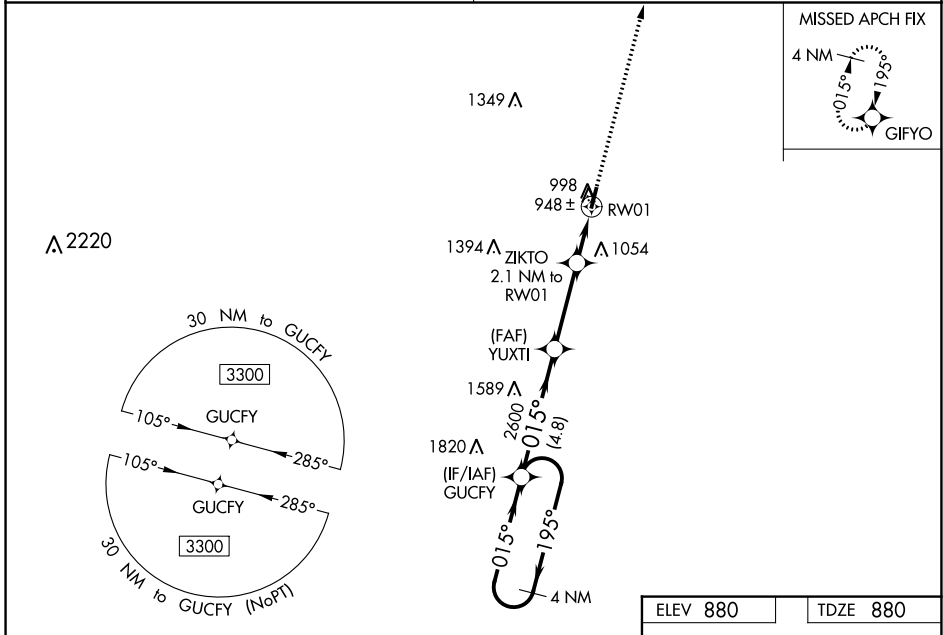 MISSED APCH FIX
4 NM
015°
195°
GIFYO
1349
998
948 ±
RW01
2220
1394
ZIKTO
2.1 NM to
RW01
1054
(FAF)
YUXTI
30 NM to GUCFY
3300
GUCFY
105°
285°
1589
2600
015°
(4.8)
1820
(IF/IAF)
GUCFY
105°
285°
GUCFY
3300
30 NM to GUCFY (NoPT)
015°
195°
4 NM
ELEV 880
TDZE 880